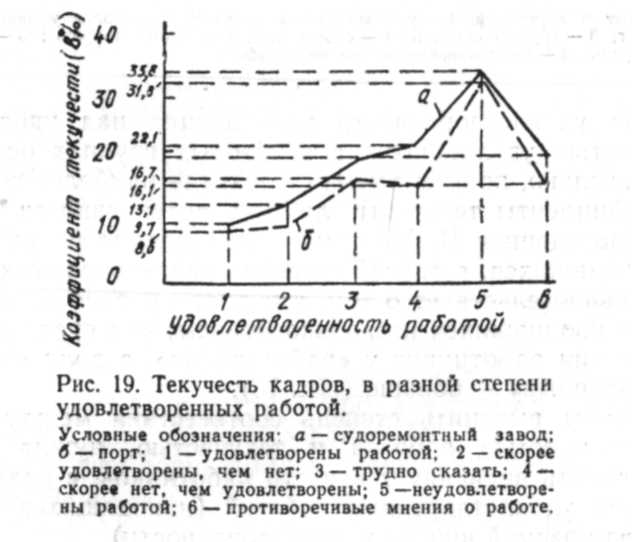 40
33,8
31,8
30
22,1
20
16,7
16,1
13,1
10
9,7
8,6
0
Коэффициент текучести (в %)
а
б
1 2 3 4 5 6
Удовлетворенность работой
Рис. 19. Текучесть кадров, в разной степени
удовлетворенных работой.
Условные обозначения: а — судоремонтный завод;
б — порт; — удовлетворены работой; 2 — скорее
удовлетворены, чем нет; 3 — трудно сказать; 4 —
скорее нет, чем удовлетворены; 5 —неудовлетворе-
ны работой; 6 — противоречивые мнения о работе.